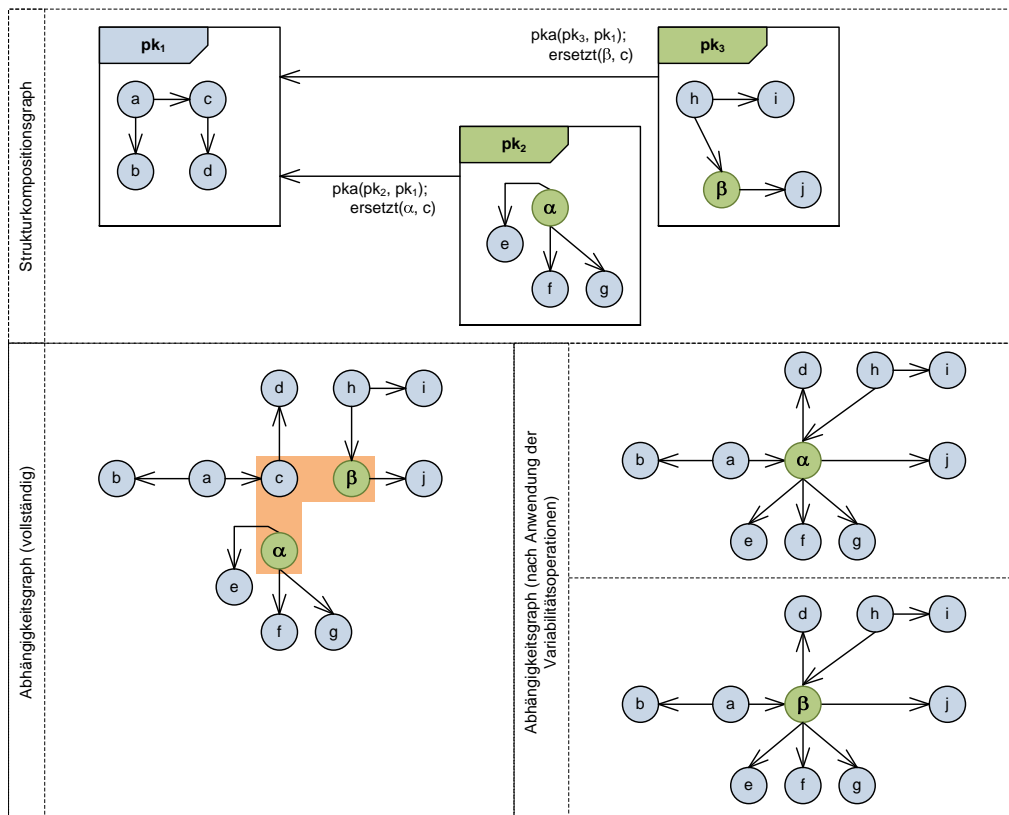 Strukturkompositionsgraph
pk₁
a
c
b
d
pka(pk₃, pk₁);
ersetzt(β, c)
pk₃
h
i
β
j
pka(pk₂, pk₁);
ersetzt(α, c)
pk₂
α
e
f
g
Abhängigkeitsgraph (vollständig)
d
h
i
b
a
c
β
j
α
e
f
g
Abhängigkeitsgraph (nach Anwendung der
Variabilitätsoperationen)
d
h
i
b
a
α
j
e
f
g
d
h
i
b
a
β
j
e
f
g